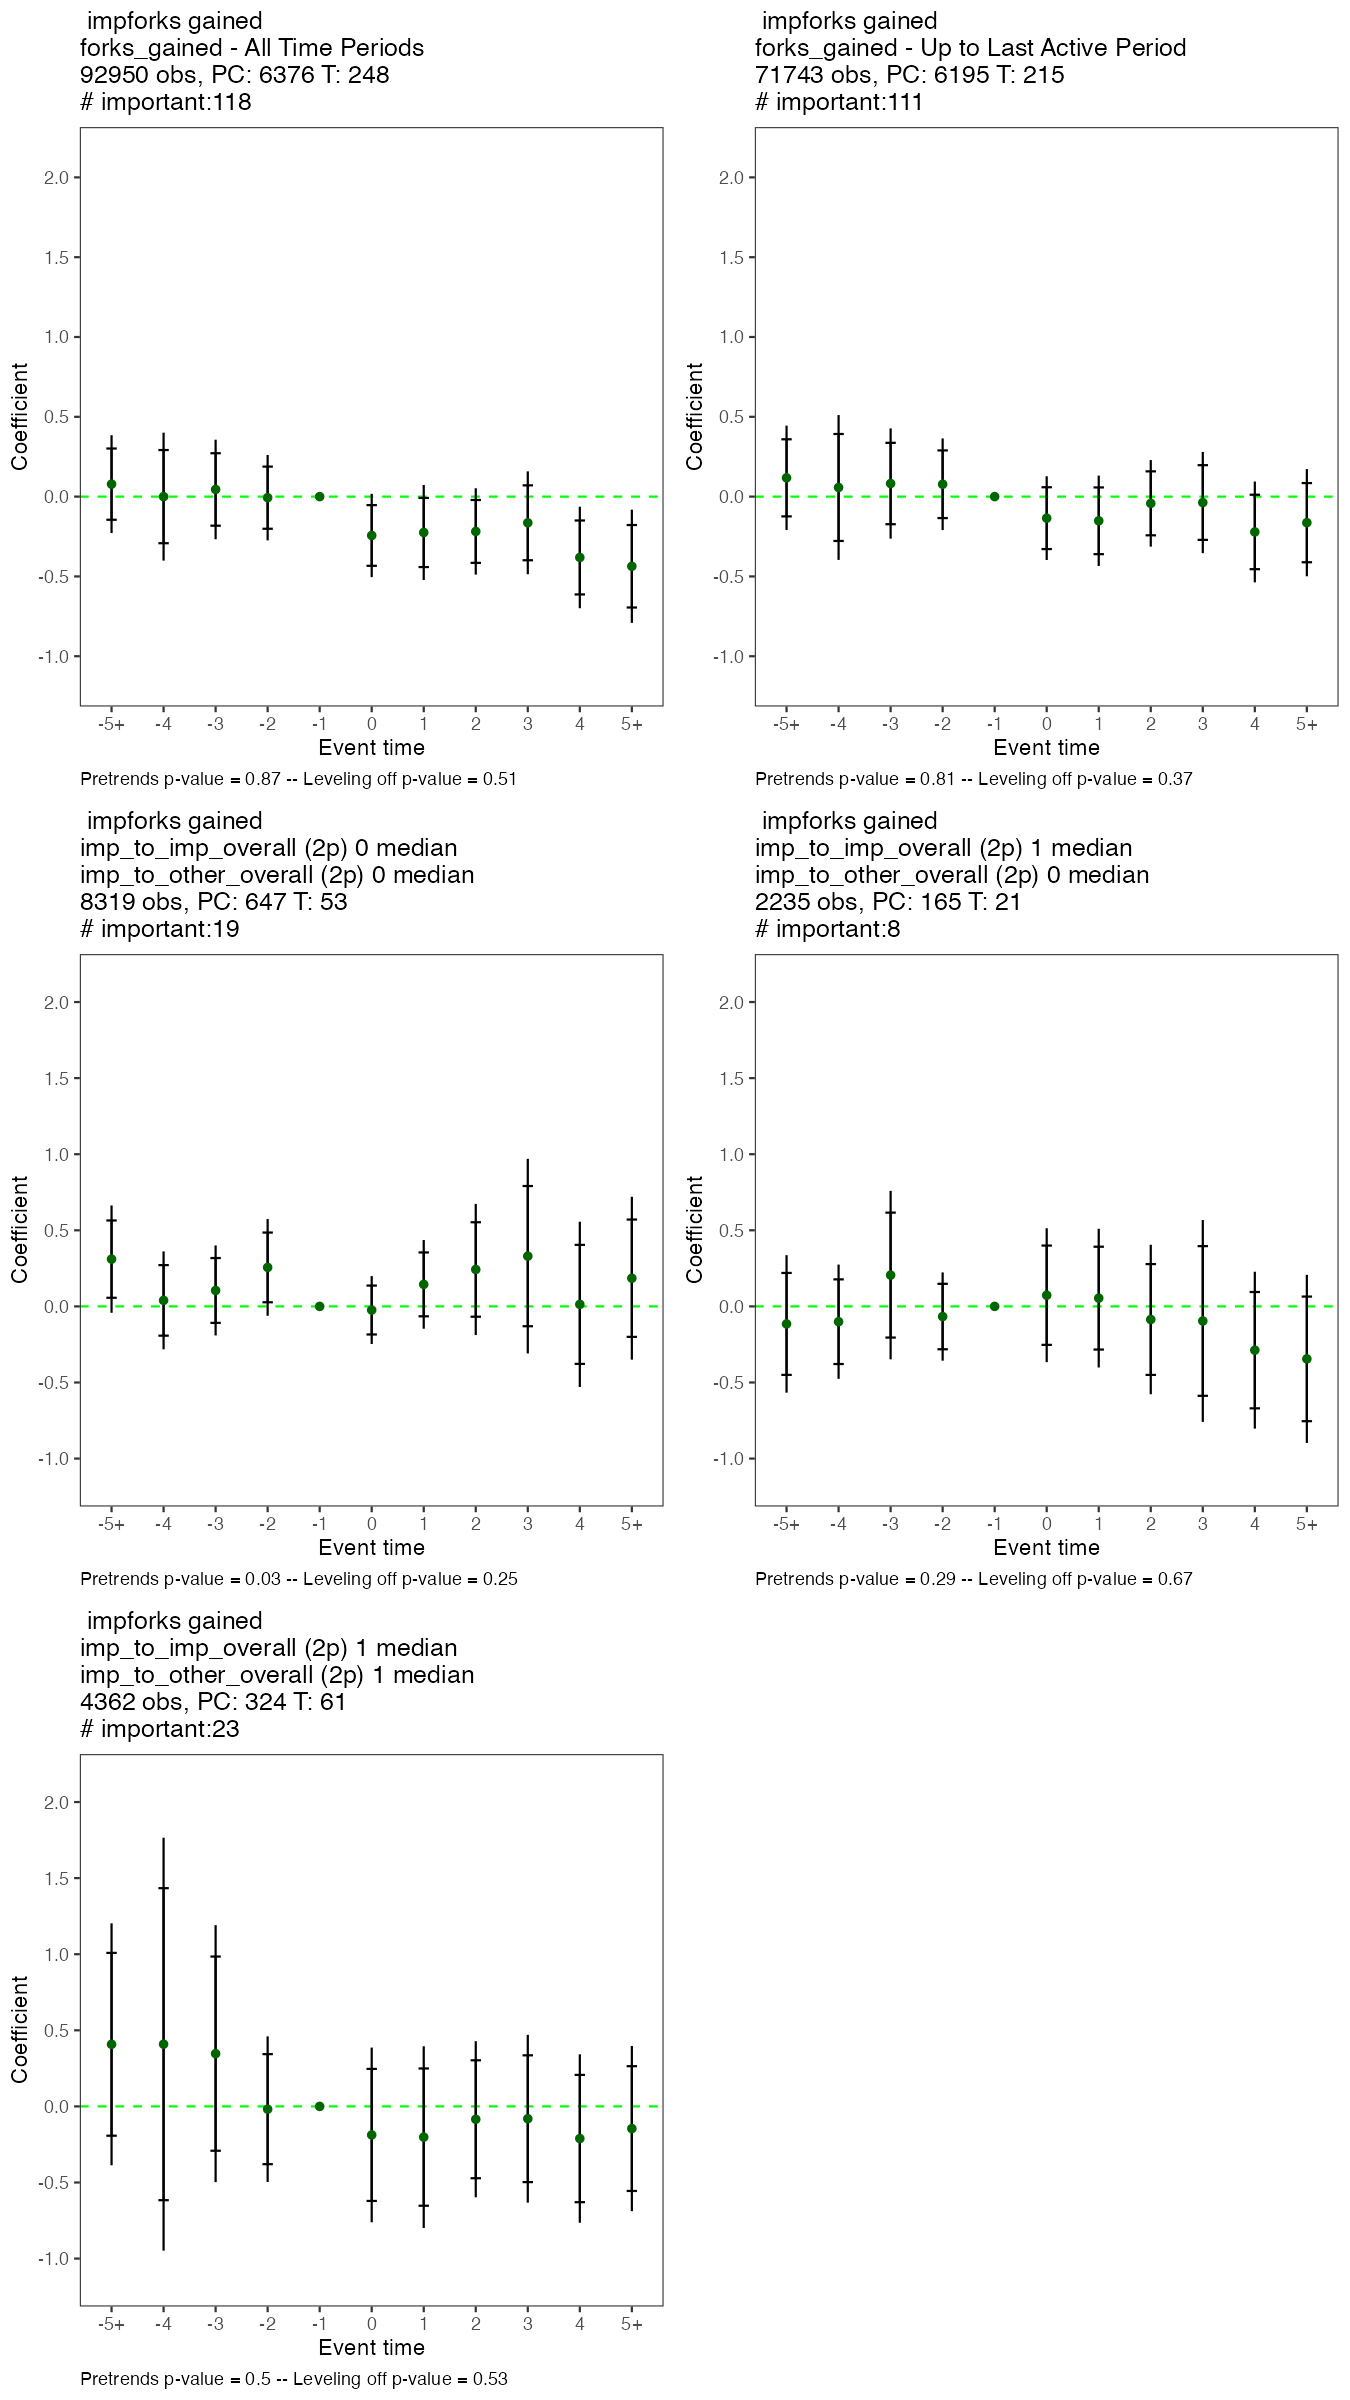 impforks gained
forks_gained - All Time Periods
92950 obs, PC: 6376 T: 248
# important:118
Coefficient
2.0
1.5
1.0
0.5
0.0
-0.5
-1.0
-5+ -4 -3 -2 -1 0 1 2 3 4 5+
Event time
Pretrends p-value = 0.87 -- Leveling off p-value = 0.51
impforks gained
forks_gained - Up to Last Active Period
71743 obs, PC: 6195 T: 215
# important:111
Coefficient
2.0
1.5
1.0
0.5
0.0
-0.5
-1.0
-5+ -4 -3 -2 -1 0 1 2 3 4 5+
Event time
Pretrends p-value = 0.81 -- Leveling off p-value = 0.37
impforks gained
imp_to_imp_overall (2p) 0 median
imp_to_other_overall (2p) 0 median
8319 obs, PC: 647 T: 53
# important:19
Coefficient
2.0
1.5
1.0
0.5
0.0
-0.5
-1.0
-5+ -4 -3 -2 -1 0 1 2 3 4 5+
Event time
Pretrends p-value = 0.03 -- Leveling off p-value = 0.25
impforks gained
imp_to_imp_overall (2p) 1 median
imp_to_other_overall (2p) 0 median
2235 obs, PC: 165 T: 21
# important:8
Coefficient
2.0
1.5
1.0
0.5
0.0
-0.5
-1.0
-5+ -4 -3 -2 -1 0 1 2 3 4 5+
Event time
Pretrends p-value = 0.29 -- Leveling off p-value = 0.67
impforks gained
imp_to_imp_overall (2p) 1 median
imp_to_other_overall (2p) 1 median
4362 obs, PC: 324 T: 61
# important:23
Coefficient
2.0
1.5
1.0
0.5
0.0
-0.5
-1.0
-5+ -4 -3 -2 -1 0 1 2 3 4 5+
Event time
Pretrends p-value = 0.5 -- Leveling off p-value = 0.53